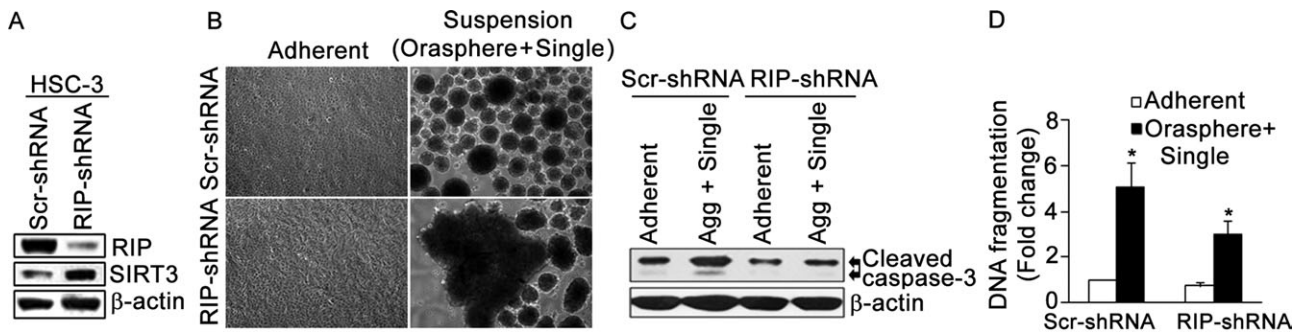 A
HSC-3
Scr-shRNA
RIP-shRNA
RIP
SIRT3
β-actin
B
Adherent
Suspension
(Orasphere+Single)
Scr-shRNA
RIP-shRNA
C
Scr-shRNA RIP-shRNA
Adherent
Agg + Single
Adherent
Agg + Single
Cleaved
caspase-3
β-actin
D
DNA fragmentation
(Fold change)
8
6
4
2
0
Adherent
Orasphere+
Single
*
*
Scr-shRNA
RIP-shRNA